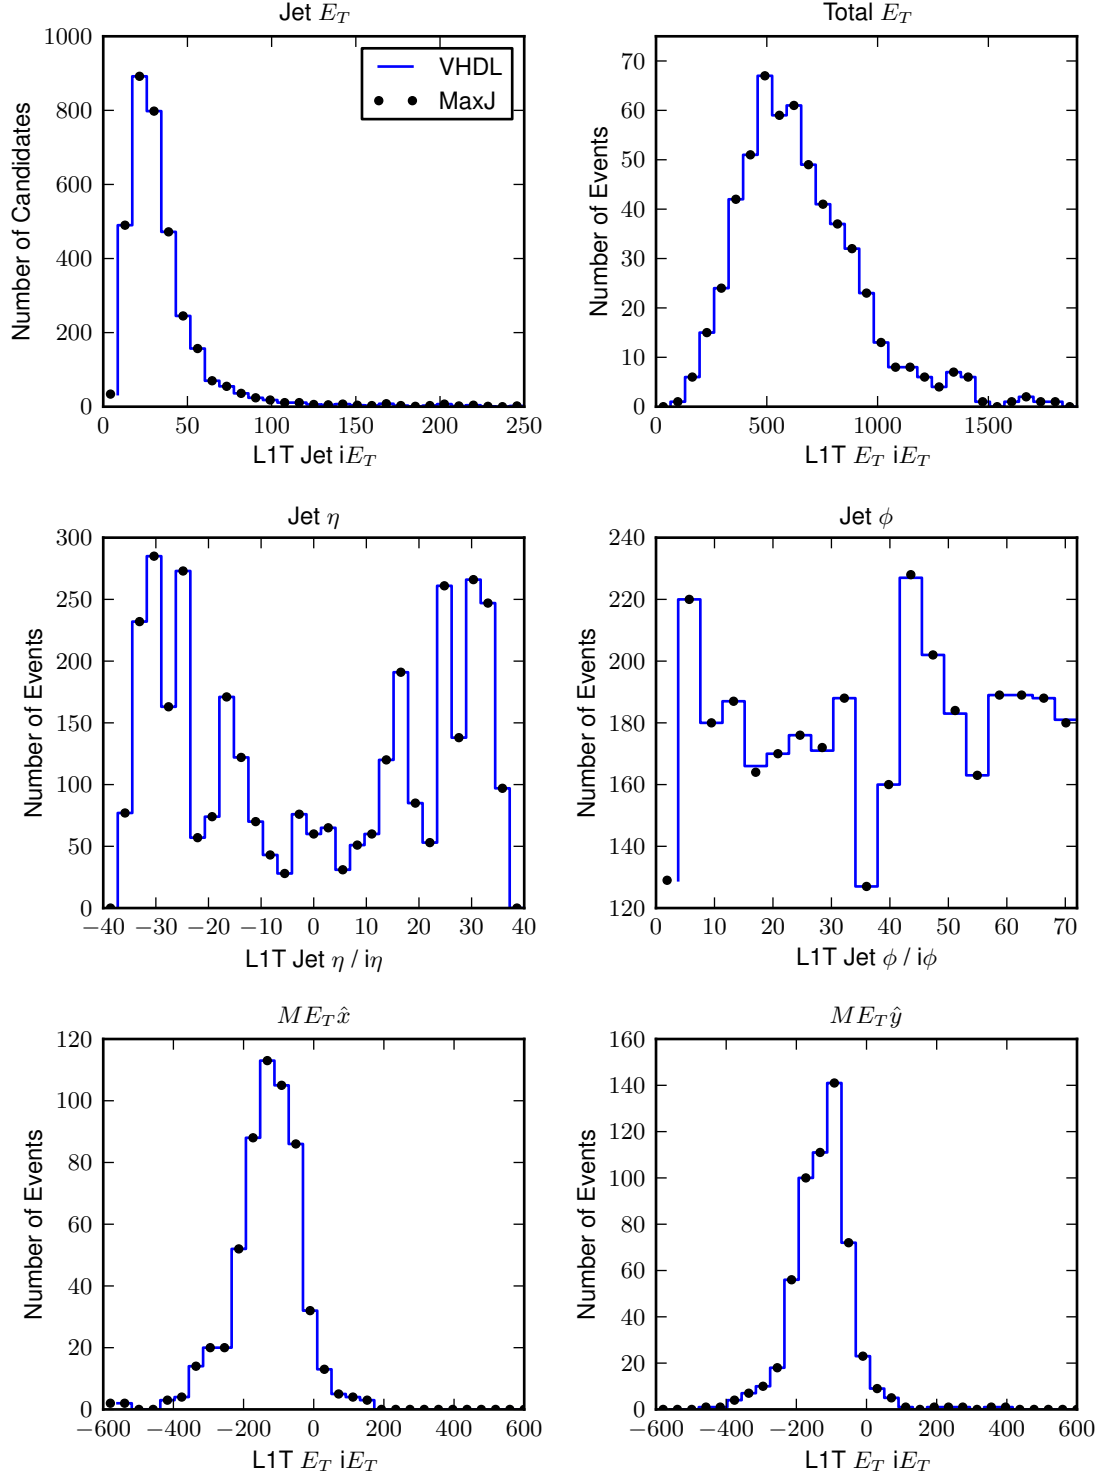 Jet $E_T$
Total $E_T$
1000
800
600
400
200
0
Number of Candidates
VHDL
MaxJ
0 50 100 150 200 250
L1T Jet i$E_T$
70
60
50
40
30
20
10
0
Number of Events
0 500 1000 1500
L1T $E_T$ i$E_T$
Jet $\eta$
300
250
200
150
100
50
0
Number of Events
−40 −30 −20 −10 0 10 20 30 40
L1T Jet $\eta$ / i$\eta$
Jet $\phi$
240
220
200
180
160
140
120
Number of Events
0 10 20 30 40 50 60 70
L1T Jet $\phi$ / i$\phi$
$ME_T\hat{x}$
120
100
80
60
40
20
0
Number of Events
−600 −400 −200 0 200 400 600
L1T $E_T$ i$E_T$
$ME_T\hat{y}$
160
140
120
100
80
60
40
20
0
Number of Events
−600 −400 −200 0 200 400 600
L1T $E_T$ i$E_T$